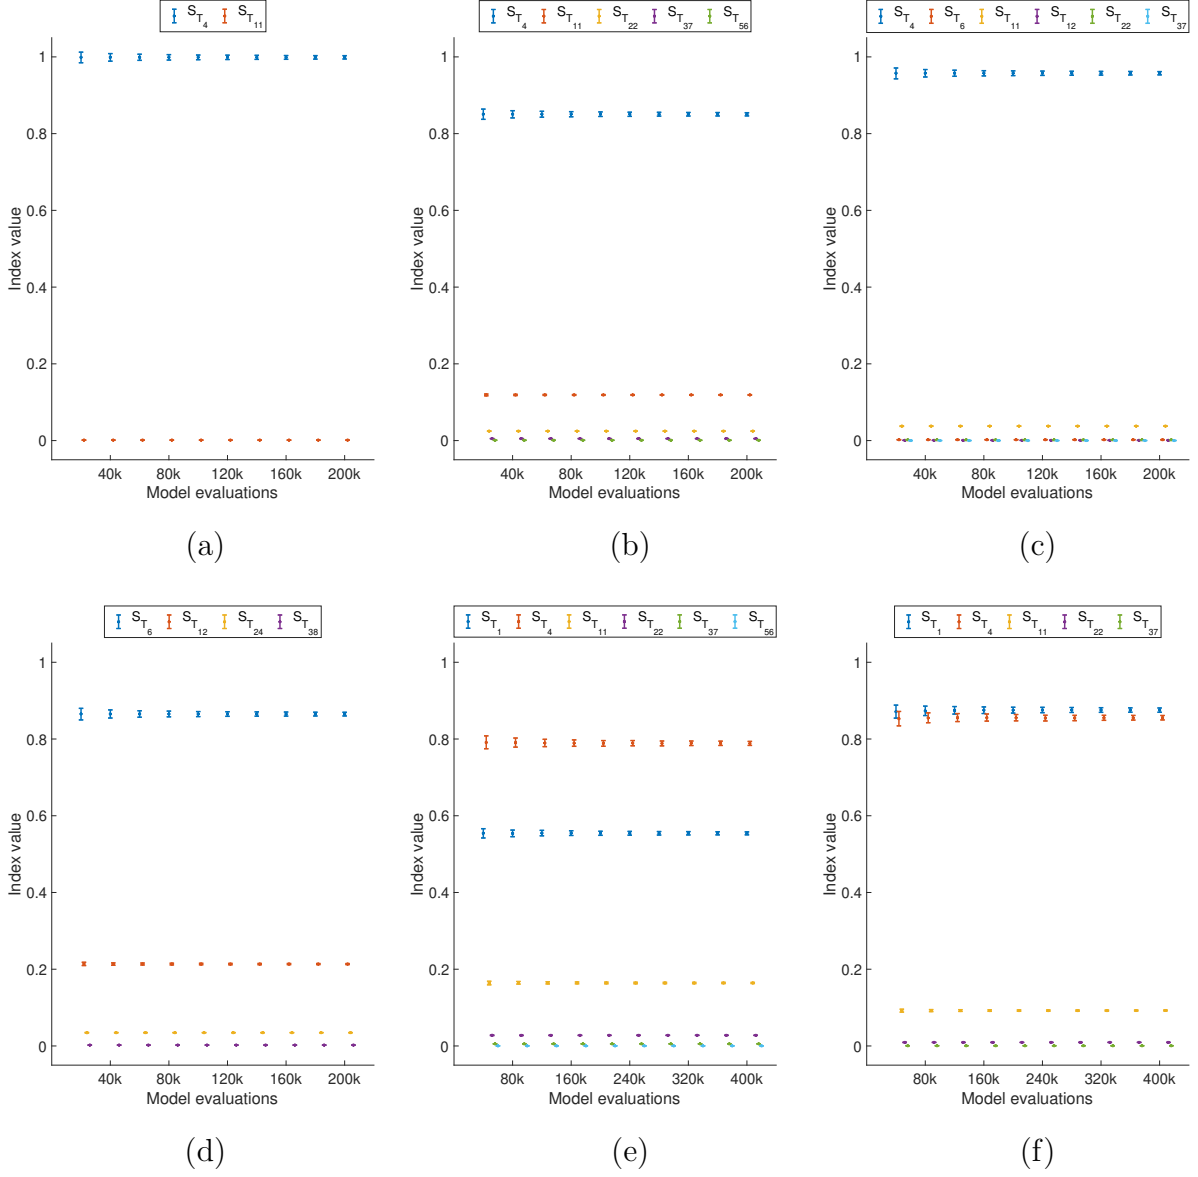 S_T_4 S_T_11
1
0.8
0.6
0.4
0.2
0
Index value
40k 80k 120k 160k 200k
Model evaluations
(a)
S_T_4 S_T_11 S_T_22 S_T_37 S_T_56
1
0.8
0.6
0.4
0.2
0
Index value
40k 80k 120k 160k 200k
Model evaluations
(b)
S_T_4 S_T_6 S_T_11 S_T_12 S_T_22 S_T_37
1
0.8
0.6
0.4
0.2
0
Index value
40k 80k 120k 160k 200k
Model evaluations
(c)
S_T_6 S_T_12 S_T_24 S_T_38
1
0.8
0.6
0.4
0.2
0
Index value
40k 80k 120k 160k 200k
Model evaluations
(d)
S_T_1 S_T_4 S_T_11 S_T_22 S_T_37 S_T_56
1
0.8
0.6
0.4
0.2
0
Index value
80k 160k 240k 320k 400k
Model evaluations
(e)
S_T_1 S_T_4 S_T_11 S_T_22 S_T_37
1
0.8
0.6
0.4
0.2
0
Index value
80k 160k 240k 320k 400k
Model evaluations
(f)